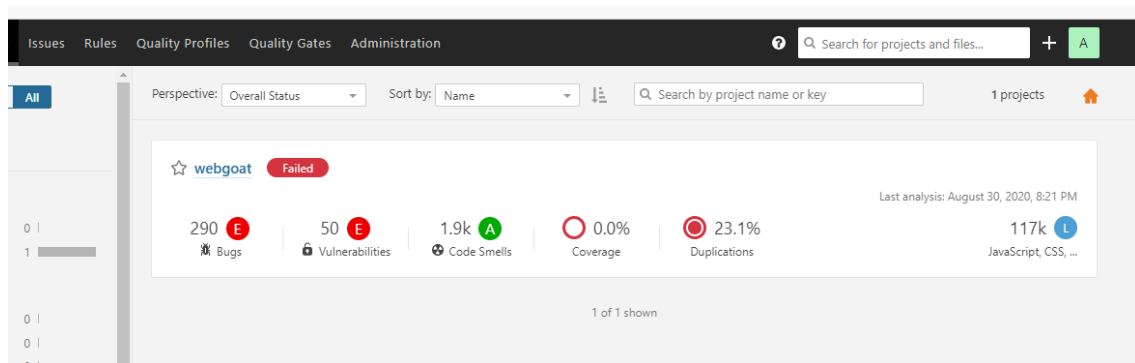 Issues Rules Quality Profiles Quality Gates Administration ? Search for projects and files... + A
All Perspective: Overall Status Sort by: Name Search by project name or key 1 projects
webgoat Failed
Last analysis: August 30, 2020, 8:21 PM
0 290 E 50 E 1.9k A 0.0% 23.1% 117k L
1 Bugs Vulnerabilities Code Smells Coverage Duplications JavaScript, CSS, ...
0 1 of 1 shown
0